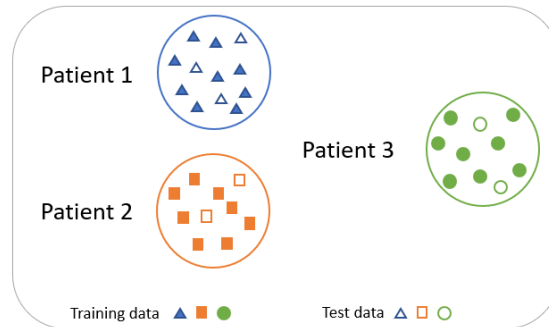 Patient 1
Patient 3
Patient 2
Training data
Test data